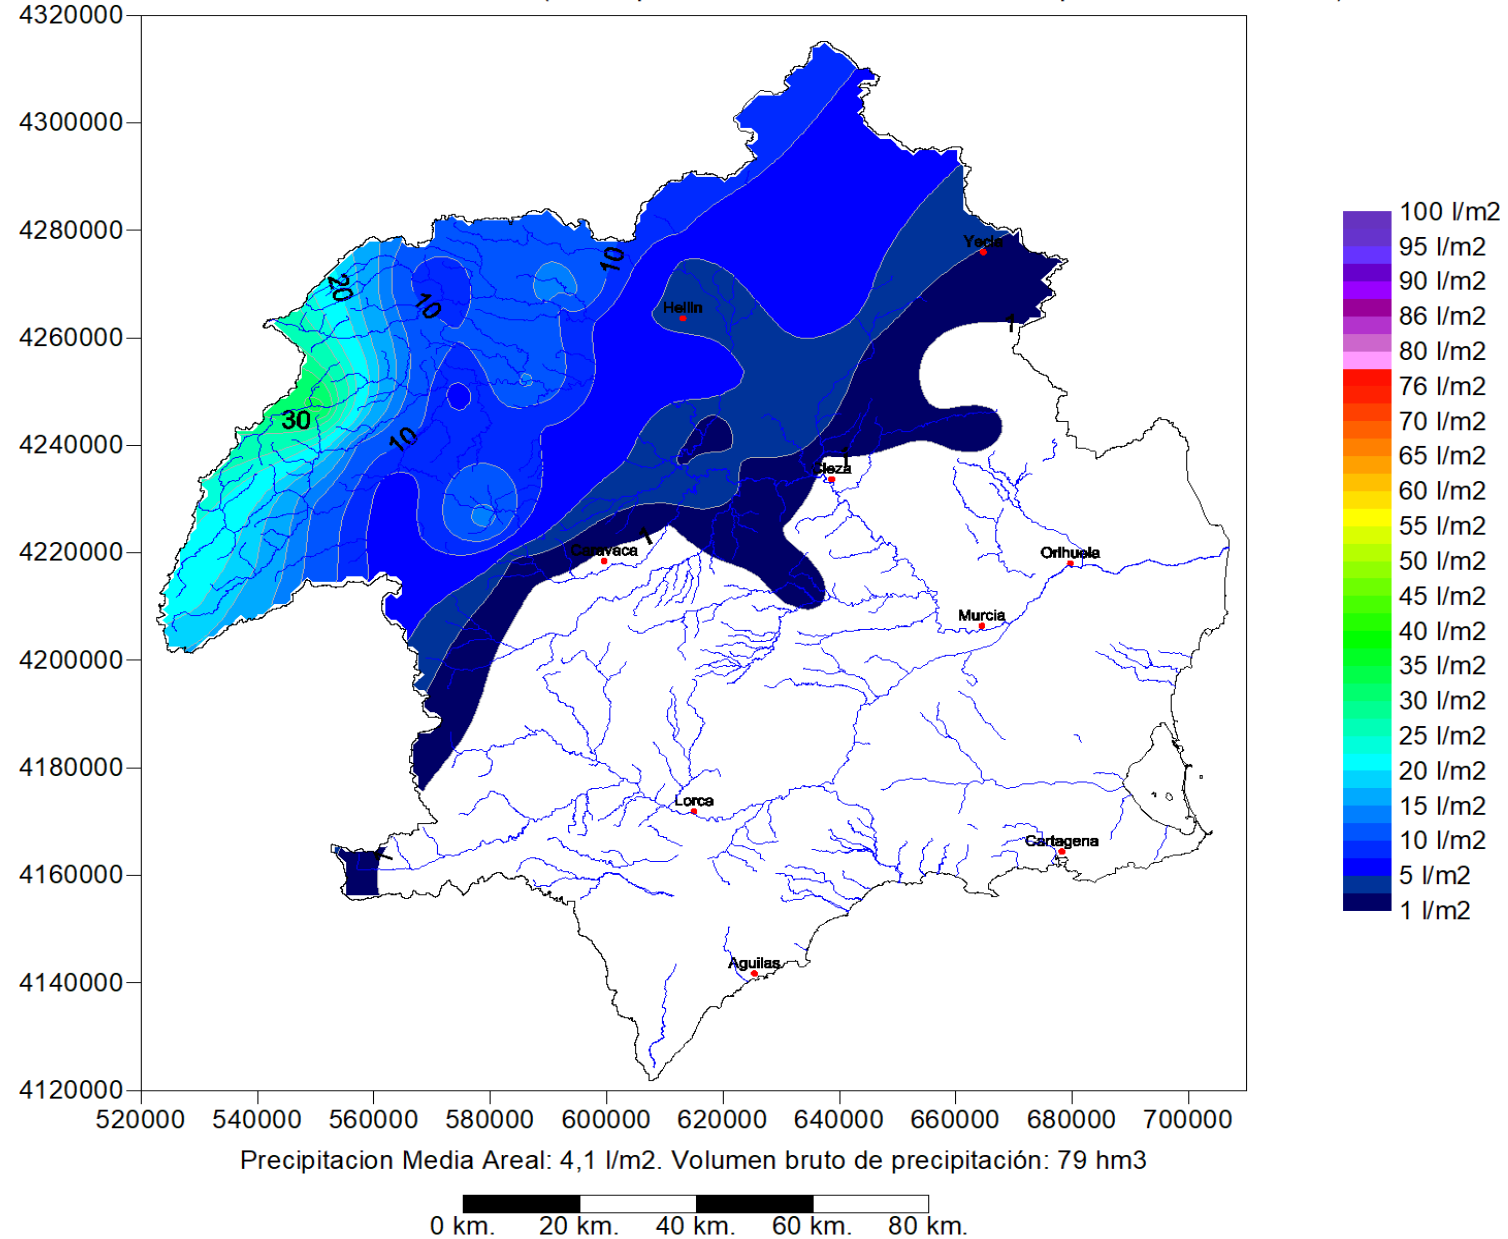 4320000
4300000
4280000
4260000
4240000
4220000
4200000
4180000
4160000
4140000
4120000
520000 540000 560000 580000 600000 620000 640000 660000 680000 700000
Yecla
10
20
10
Hellin
1
30
10
1
Cieza
1
Caravaca
Orihuela
Murcia
Lorca
Cartagena
1
Aguilas
100 l/m2
95 l/m2
90 l/m2
86 l/m2
80 l/m2
76 l/m2
70 l/m2
65 l/m2
60 l/m2
55 l/m2
50 l/m2
45 l/m2
40 l/m2
35 l/m2
30 l/m2
25 l/m2
20 l/m2
15 l/m2
10 l/m2
5 l/m2
1 l/m2
Precipitacion Media Areal: 4,1 l/m2. Volumen bruto de precipitación: 79 hm3
0 km. 20 km. 40 km. 60 km. 80 km.